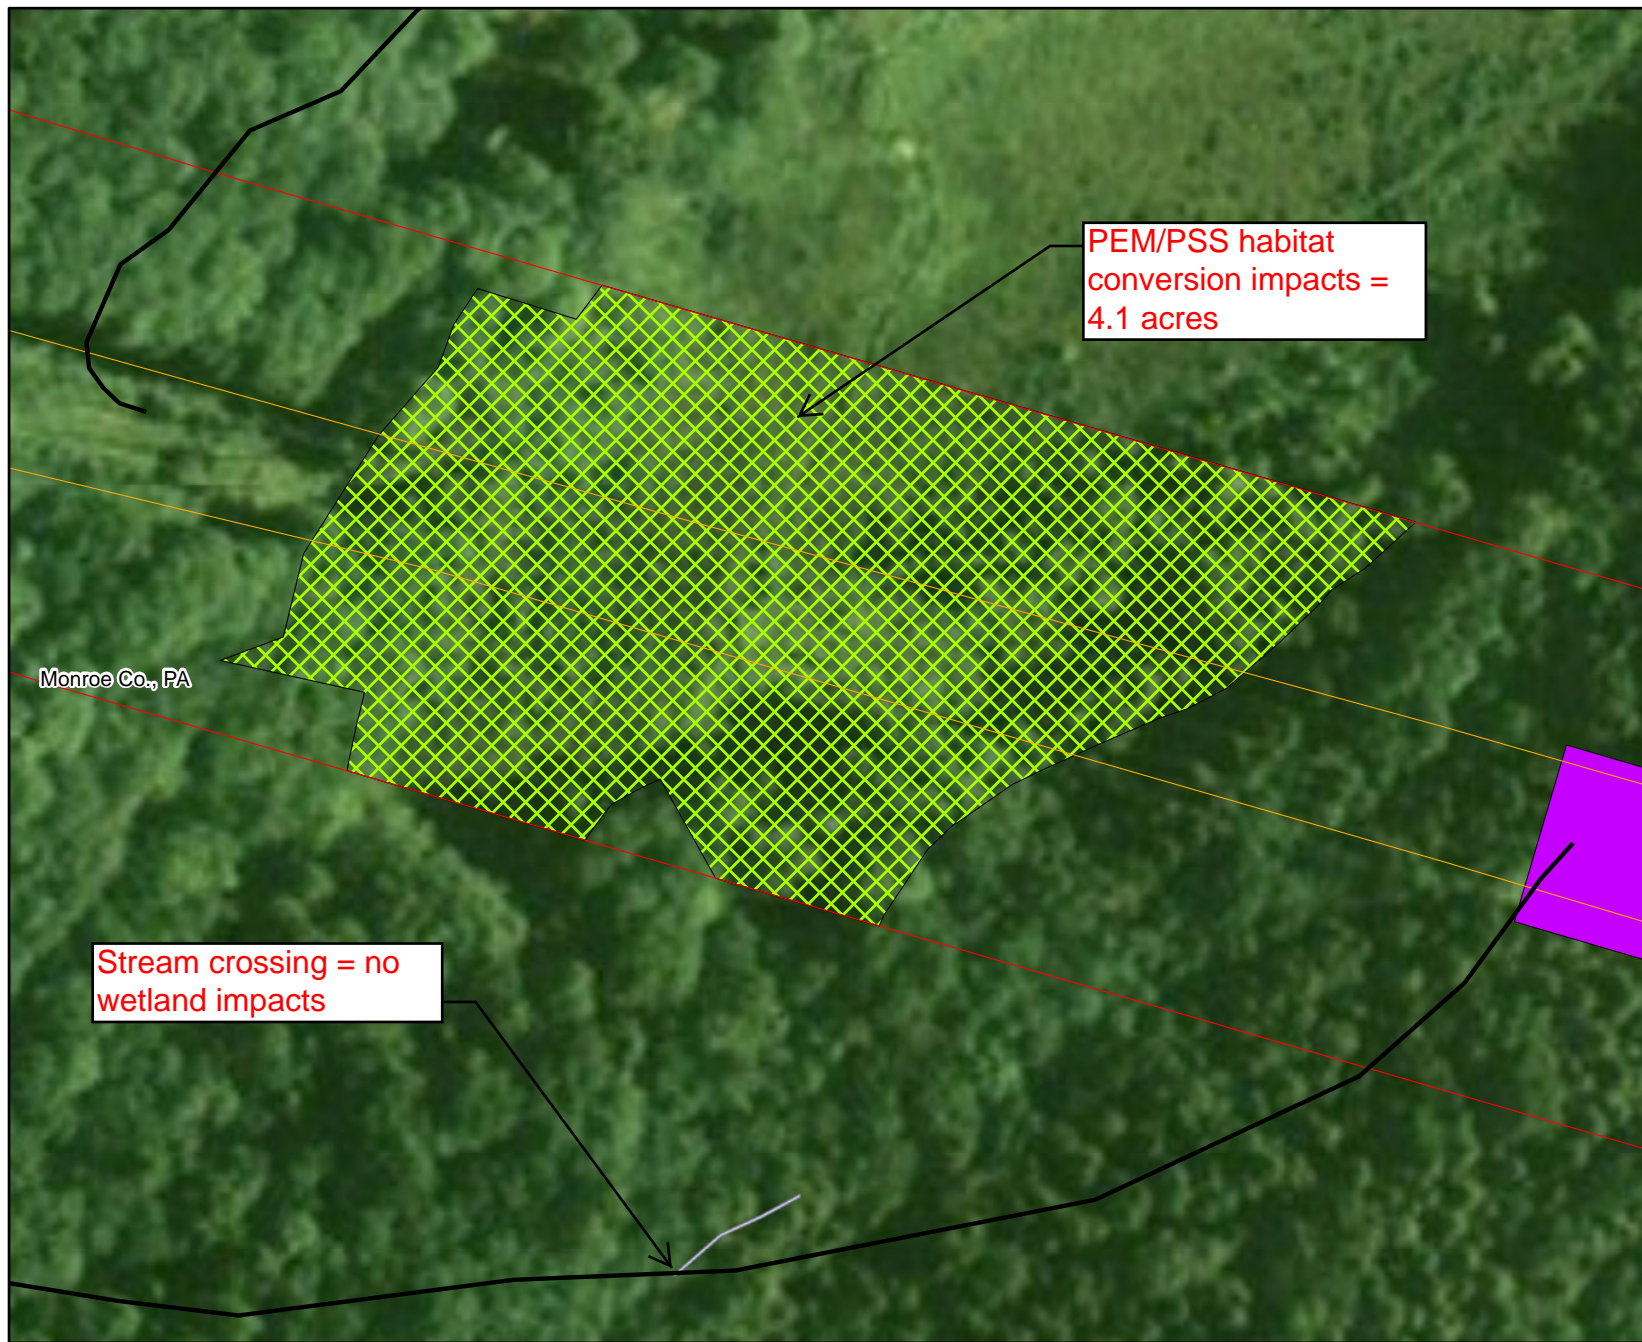 PEM/PSS habitat
conversion impacts =
4.1 acres
Monroe Co., PA
Stream crossing = no
wetland impacts